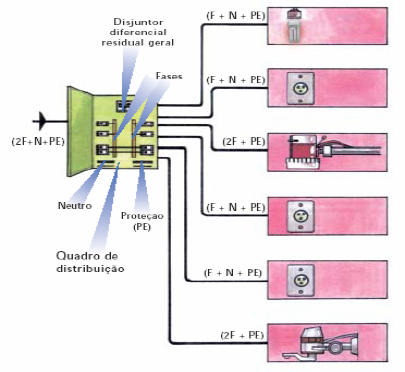 Disjuntor
diferencial
residual geral
Fases
(2F+N+PE)
Neutro
Proteção
(PE)
Quadro de
distribuição
(F + N + PE)
(F + N + PE)
(2F + PE)
(F + N + PE)
(F + N + PE)
(2F + PE)